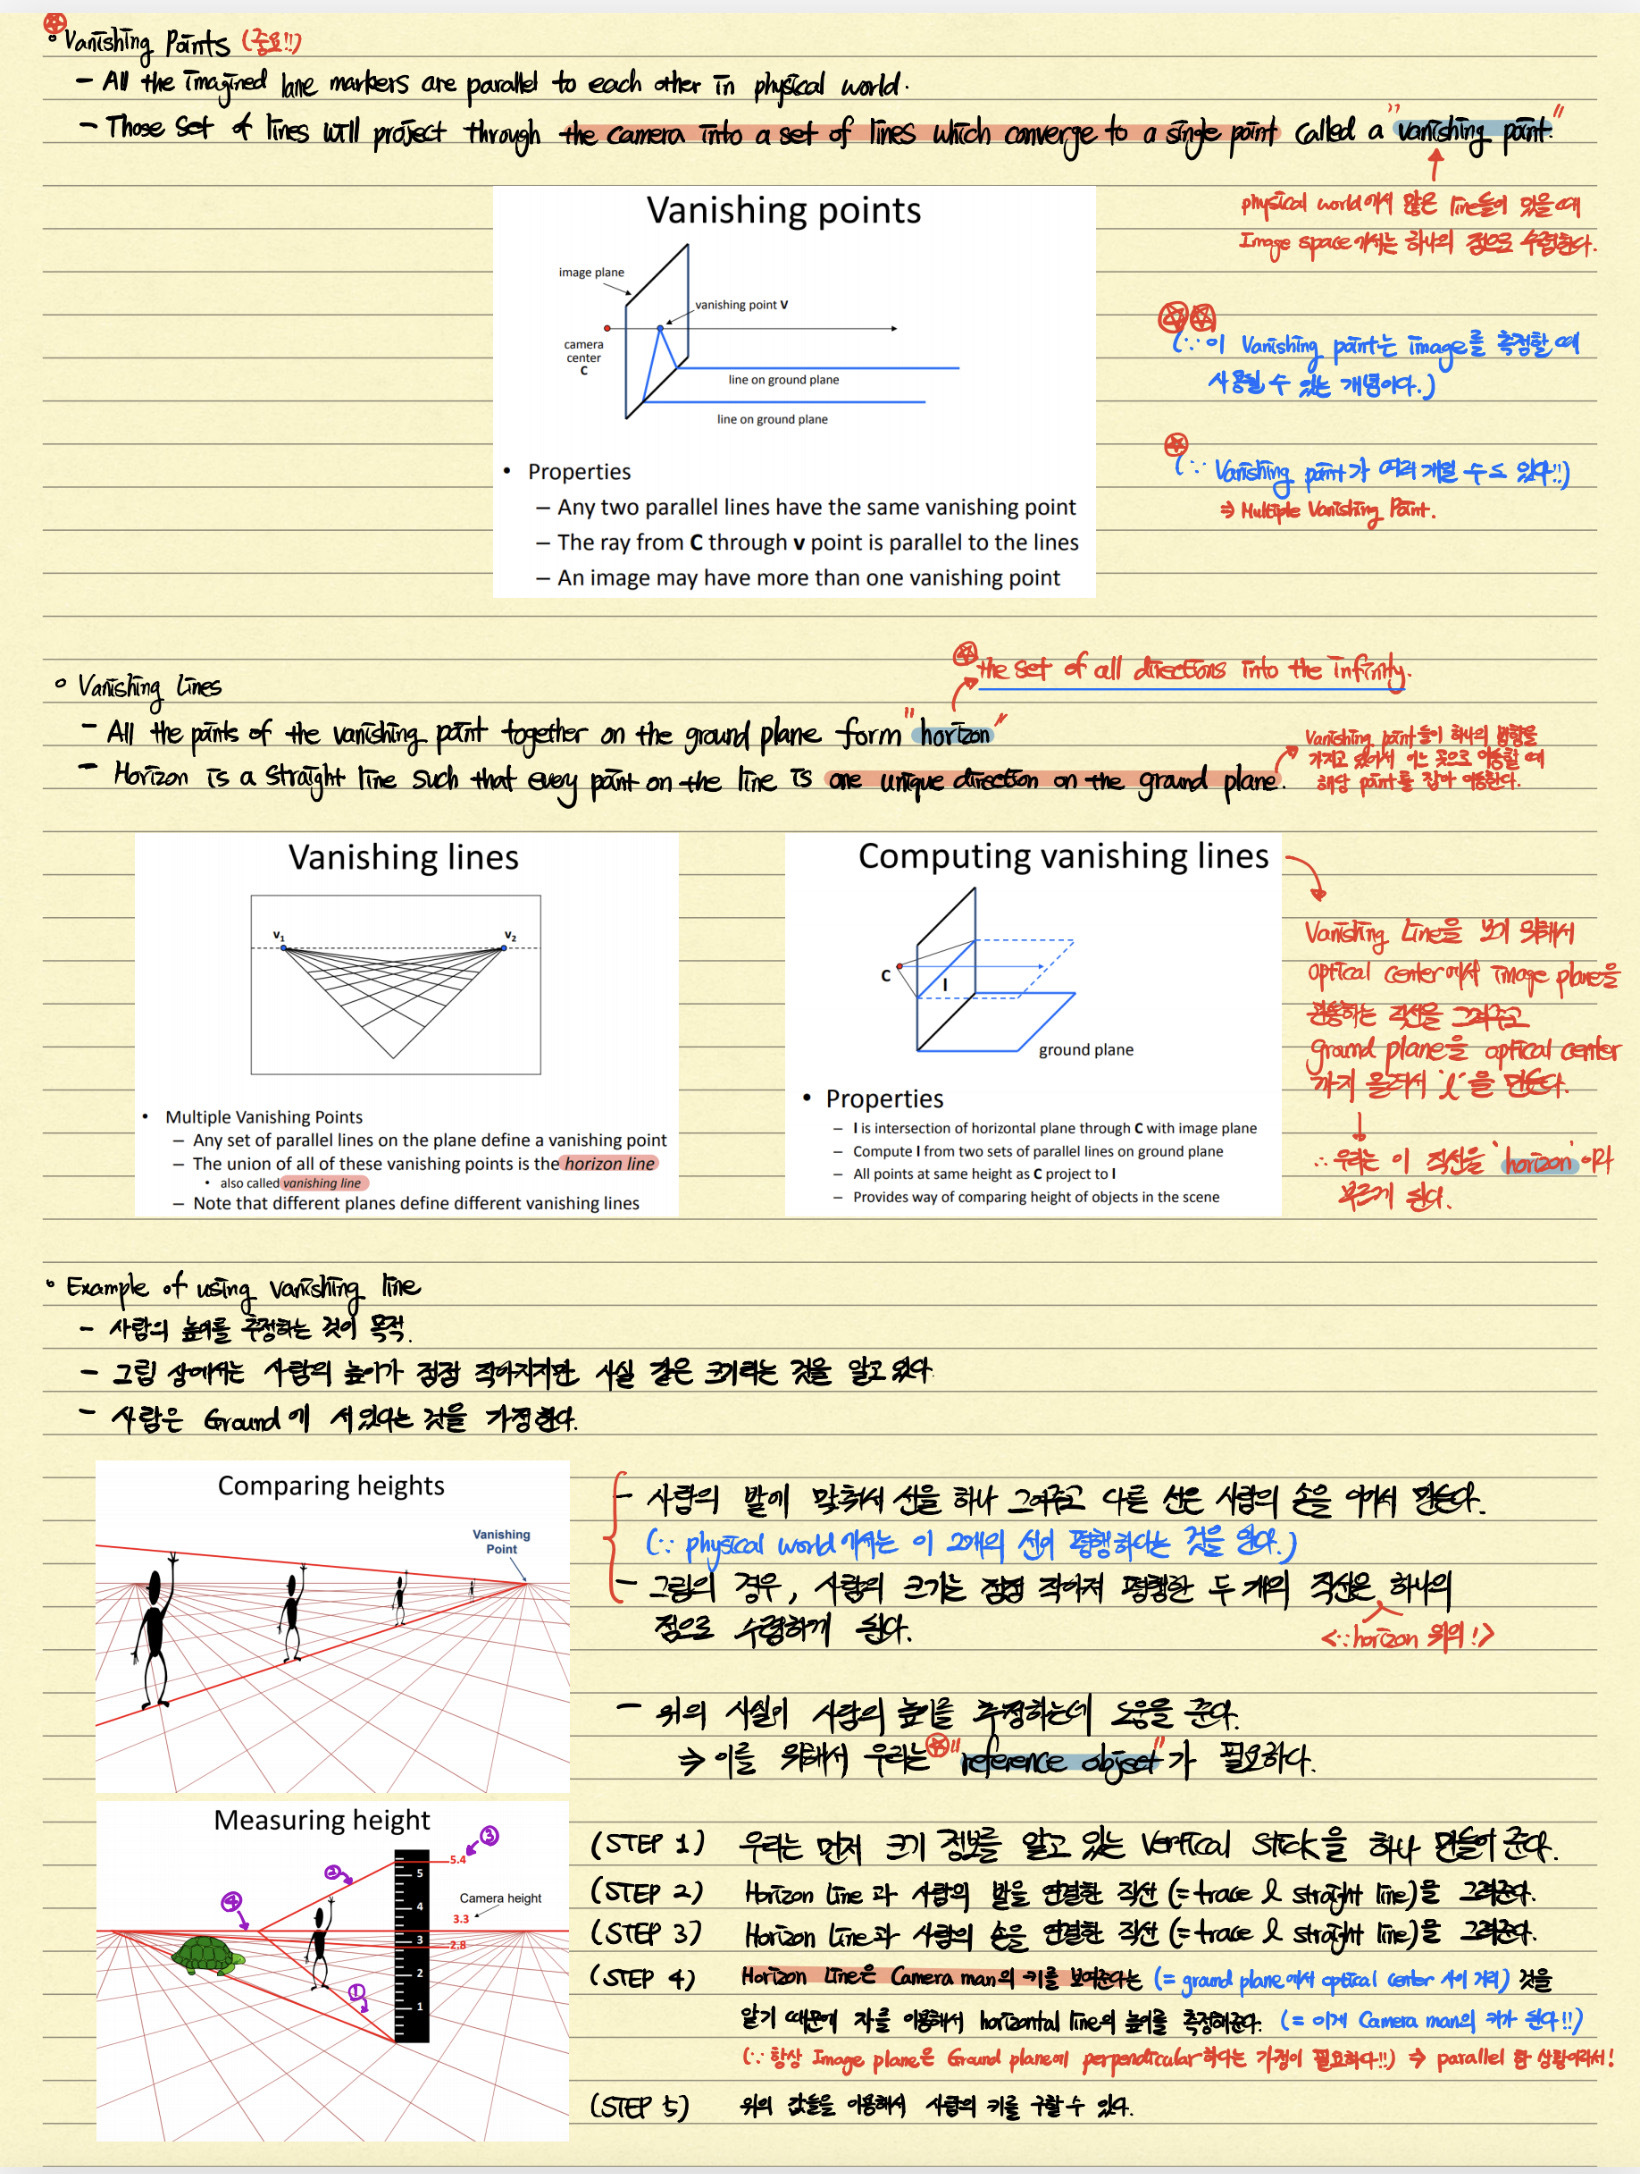 Vanishing Points (중요!!)
- All the imagined lane markers are parallel to each other in physical world.
- Those set of lines will project through the camera into a set of lines which converge to a single point called a "vanishing point"
physical world에서 많은 line들이 있을 때
Image space에서는 하나의 점으로 수렴한다.
Vanishing points
image plane
vanishing point V
camera
center
C
line on ground plane
line on ground plane
(∵ 이 Vanishing point는 image를 측정할 때
사용될 수 있는 개념이다.)
(∵ Vanishing point가 여러 개일 수도 있다!!)
⇒ Multiple Vanishing Point.
• Properties
– Any two parallel lines have the same vanishing point
– The ray from C through v point is parallel to the lines
– An image may have more than one vanishing point
the set of all directions into the infinity.
Vanishing lines
- All the points of the vanishing point together on the ground plane form "horizon"
- Horizon is a straight line such that every point on the line is one unique direction on the ground plane.
Vanishing point들이 하나의 방향을
가지고 있어서 어느 곳으로 이동할 때
해당 point를 잡아 이동한다.
Vanishing lines
v1
v2
• Multiple Vanishing Points
– Any set of parallel lines on the plane define a vanishing point
– The union of all of these vanishing points is the horizon line
• also called vanishing line
– Note that different planes define different vanishing lines
Computing vanishing lines
C
l
ground plane
• Properties
– l is intersection of horizontal plane through C with image plane
– Compute l from two sets of parallel lines on ground plane
– All points at same height as C project to l
– Provides way of comparing height of objects in the scene
Vanishing Line을 보기 위해서
optical center에서 image plane을
관통하는 직선을 그려주고
ground plane을 optical center
까지 올려서 'l'을 만든다.
∴ 우리는 이 직선을 'horizon'이라
부르게 된다.
Example of using vanishing line
- 사람의 높이를 추정하는 것이 목적.
- 그림 상에서는 사람의 높이가 점점 작아지지만 사실 같은 크기라는 것을 알고 있다.
- 사람은 Ground에 서있다는 것을 가정한다.
Comparing heights
Vanishing
Point
- 사람의 발에 맞춰서 선을 하나 그어주고 다른 선은 사람의 손을 이어서 만든다.
(∵ physical world에서는 이 2개의 선이 평행하다는 것을 안다.)
- 그림의 경우, 사람의 크기는 점점 작아져 평행한 두 개의 직선은 하나의
점으로 수렴하게 된다.
<∵ horizon 위의!>
- 위의 사실이 사람의 높이를 추정하는데 도움을 준다.
⇒ 이를 위해서 우리는 "reference object"가 필요하다.
Measuring height
①
②
③
④
5.4
5
4
Camera height
3.3
3
2.8
2
1
(STEP 1) 우리는 먼저 크기 정보를 알고 있는 Vertical Stick을 하나 만들어 준다.
(STEP 2) Horizon Line과 사람의 발을 연결한 직선 (= trace l straight line)을 그려준다.
(STEP 3) Horizon Line과 사람의 손을 연결한 직선 (= trace l straight line)을 그려준다.
(STEP 4) Horizon Line은 Camera man의 키를 보여준다는 (= ground plane에서 optical center 사이 거리) 것을
알기 때문에 자를 이용해서 horizontal line의 높이를 측정해준다. (= 이게 Camera man의 키가 된다!!)
(∵ 항상 Image plane은 Ground plane에 perpendicular하다는 가정이 필요하다!!) ⇒ parallel 한 상황이라서!
(STEP 5) 위의 값들을 이용해서 사람의 키를 구할 수 있다.